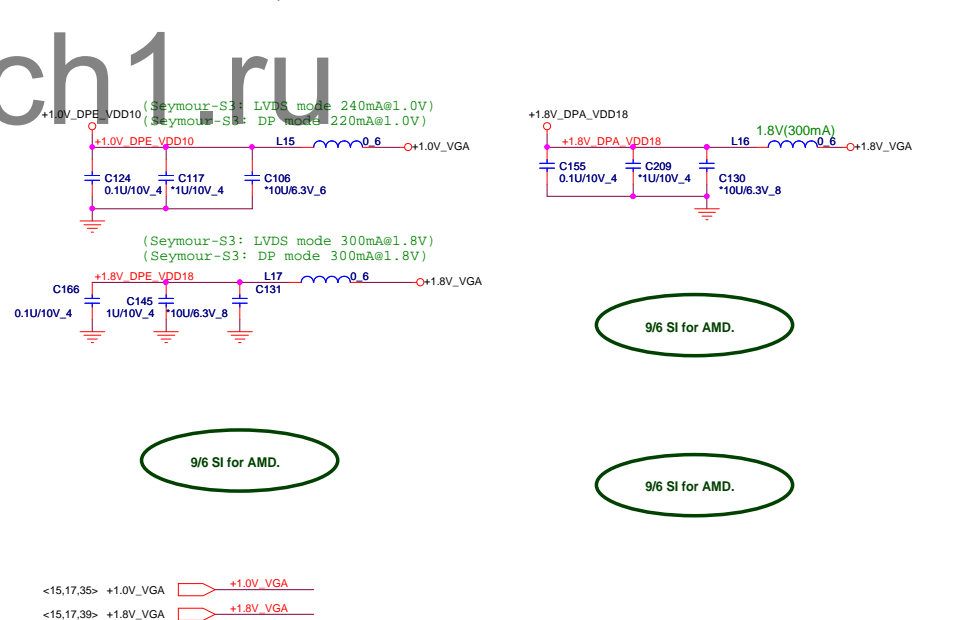 ch1.ru
(Seymour-S3: LVDS mode 240mA@1.0V)
+1.0V_DPE_VDD10
(Seymour-S3: DP mode 220mA@1.0V)
+1.0V_DPE_VDD10
L15
0_6
+1.0V_VGA
C124
0.1U/10V_4
C117
*1U/10V_4
C106
*10U/6.3V_6
+1.8V_DPA_VDD18
1.8V(300mA)
+1.8V_DPA_VDD18
L16
0_6
+1.8V_VGA
C155
0.1U/10V_4
C209
*1U/10V_4
C130
*10U/6.3V_8
(Seymour-S3: LVDS mode 300mA@1.8V)
(Seymour-S3: DP mode 300mA@1.8V)
+1.8V_DPE_VDD18
L17
0_6
+1.8V_VGA
C166
0.1U/10V_4
C145
1U/10V_4
C131
*10U/6.3V_8
9/6 SI for AMD.
9/6 SI for AMD.
9/6 SI for AMD.
<15,17,35> +1.0V_VGA
+1.0V_VGA
<15,17,39> +1.8V_VGA
+1.8V_VGA